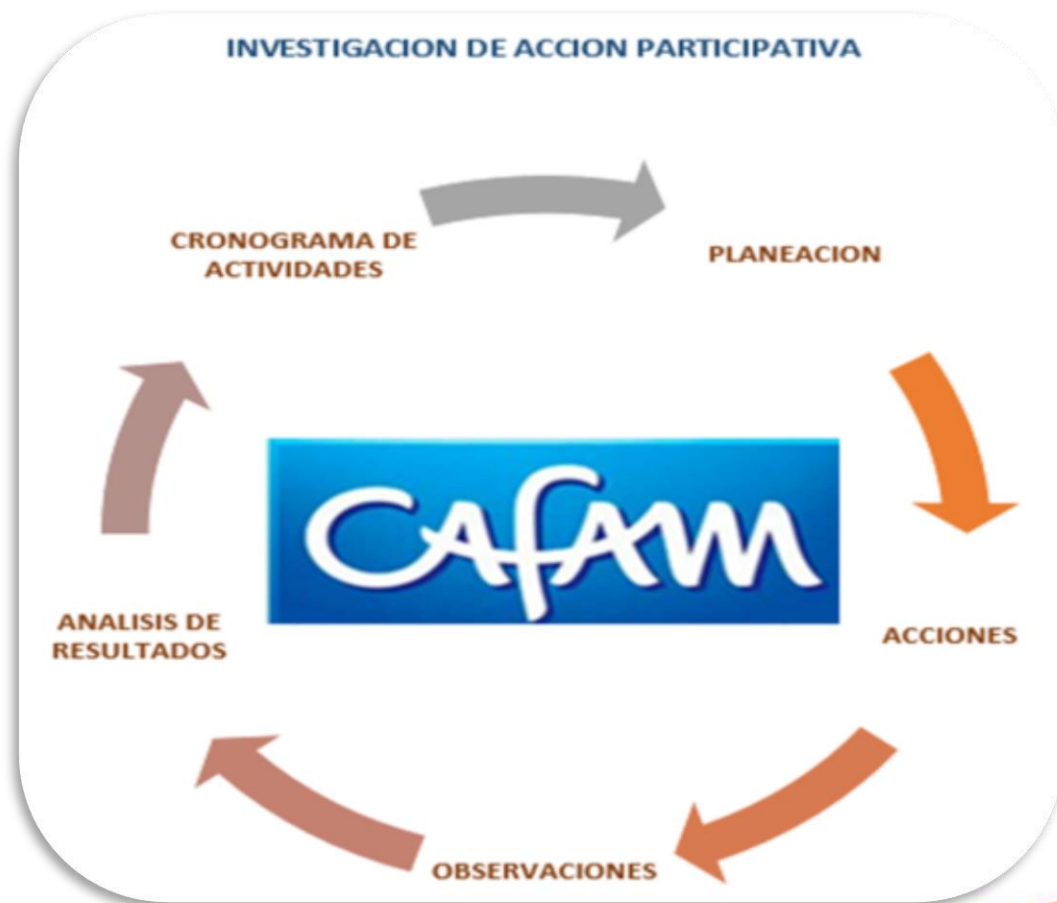 INVESTIGACION DE ACCION PARTICIPATIVA
CRONOGRAMA DE
ACTIVIDADES
PLANEACION
CAFAM
ANALISIS DE
RESULTADOS
ACCIONES
OBSERVACIONES